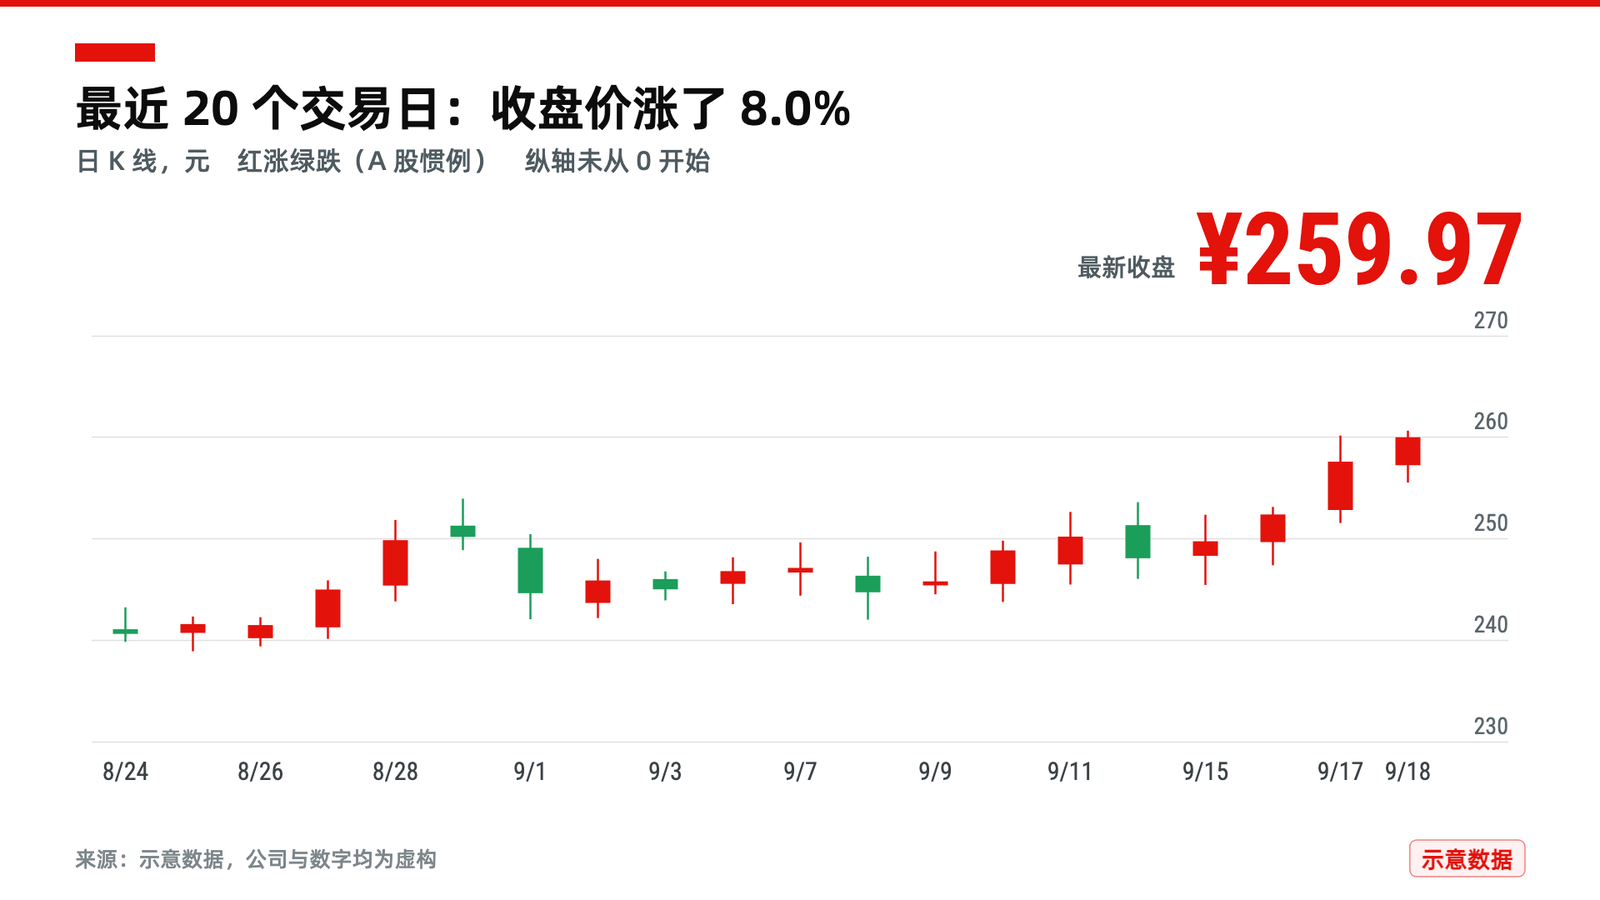 最近 20 个交易日：收盘价涨了 8.0%
日 K 线，元　红涨绿跌（A 股惯例）　纵轴未从 0 开始
最新收盘 ¥259.97
270
260
250
240
230
8/24 8/26 8/28 9/1 9/3 9/7 9/9 9/11 9/15 9/17 9/18
来源：示意数据，公司与数字均为虚构
示意数据